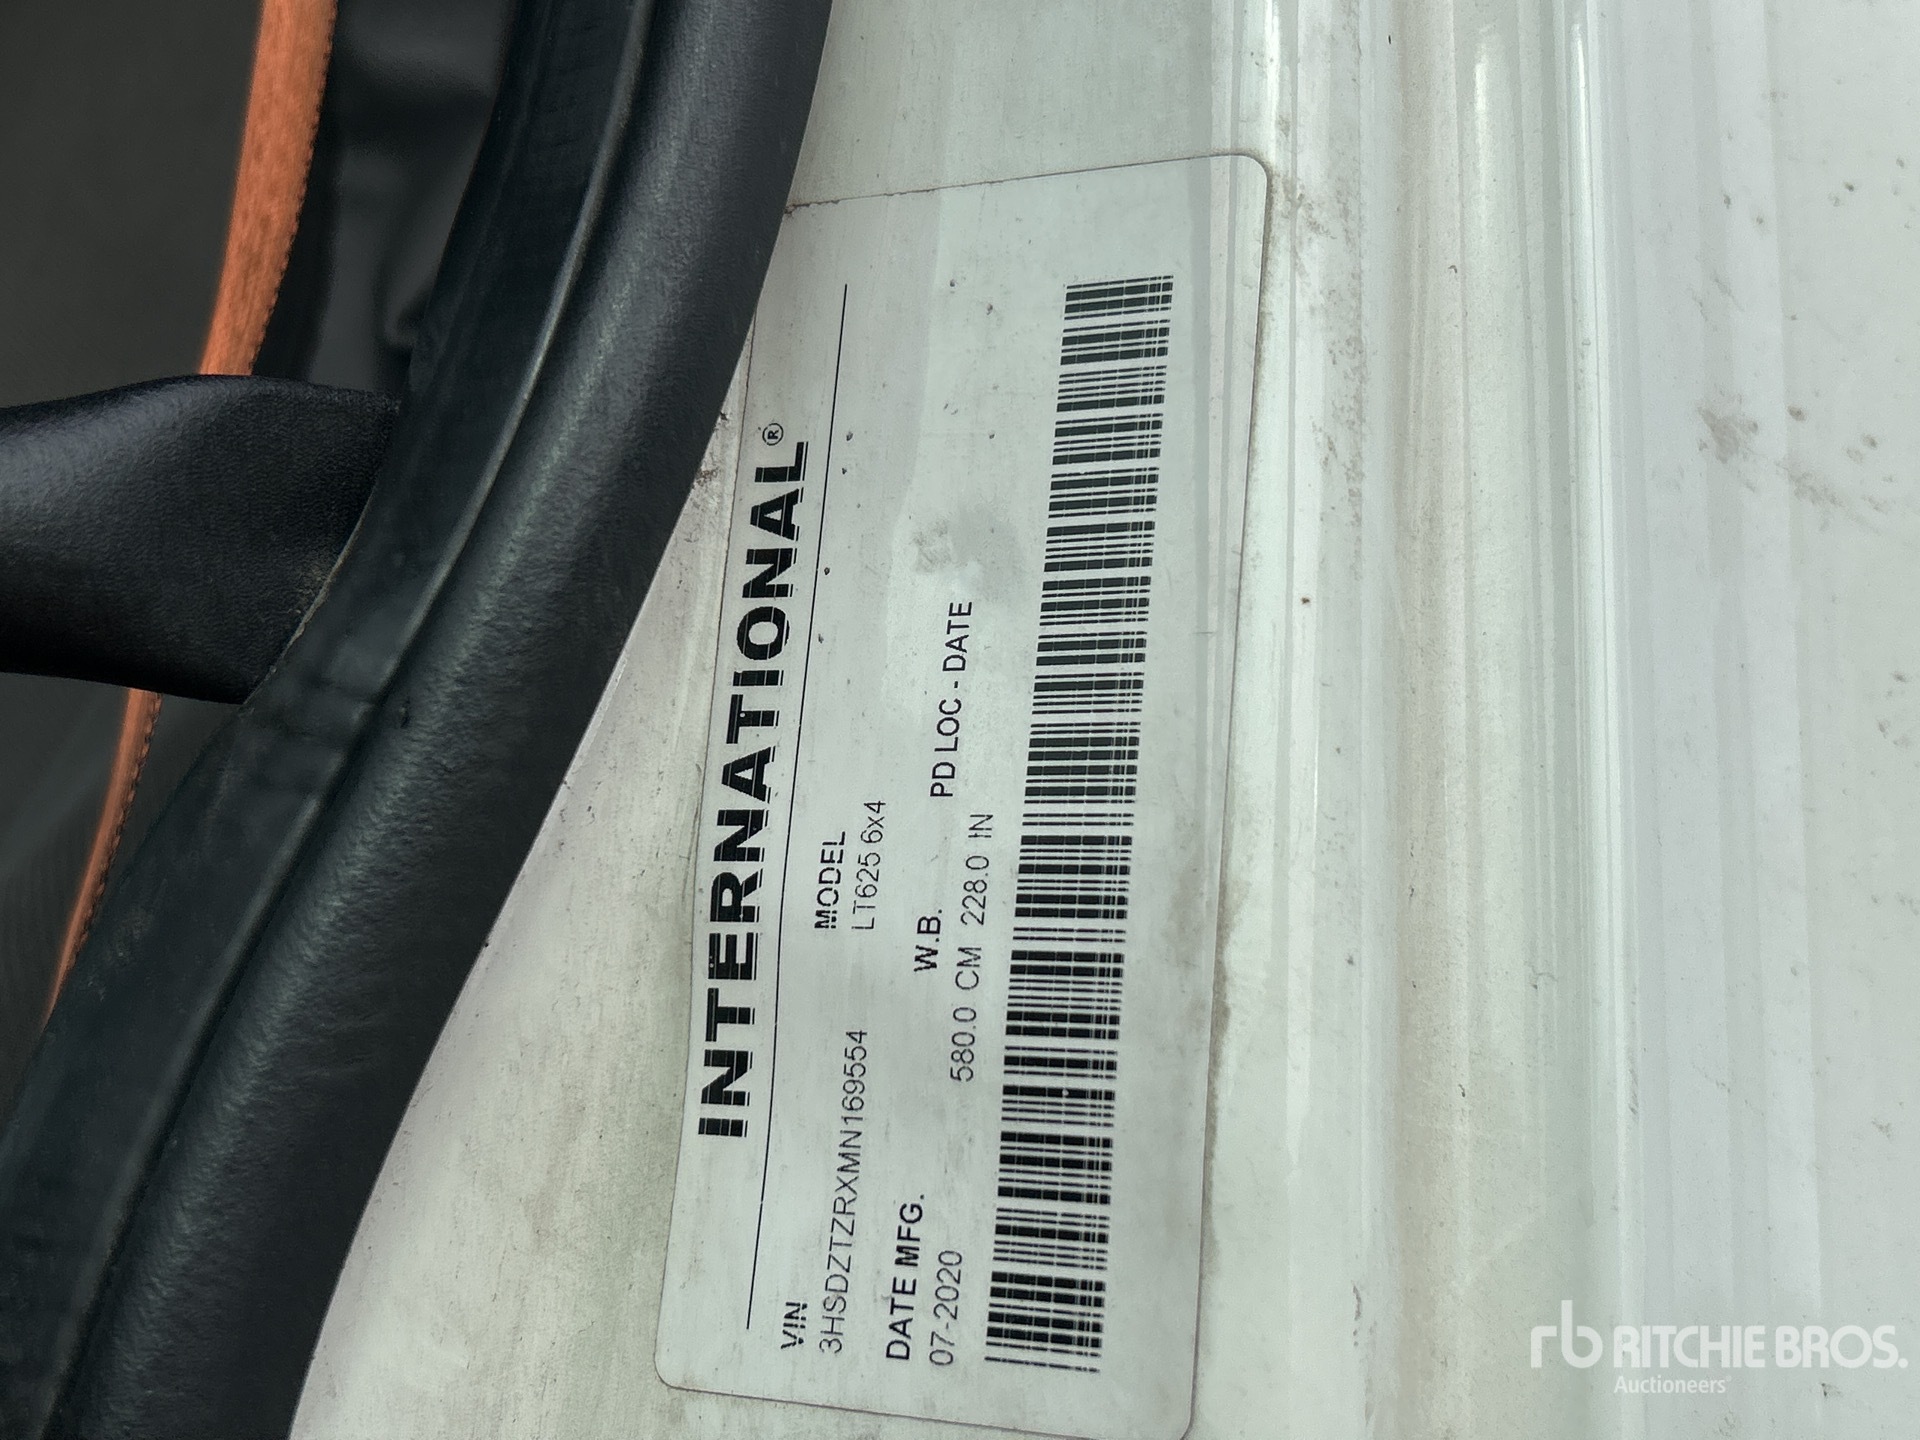 INTERNATIONAL®
VIN
3HSDZTZRXMN169554
MODEL
LT625 6x4
DATE MFG.
07-2020
W.B.
580.0 CM 228.0 IN
PD LOC - DATE
rb RITCHIE BROS.
Auctioneers